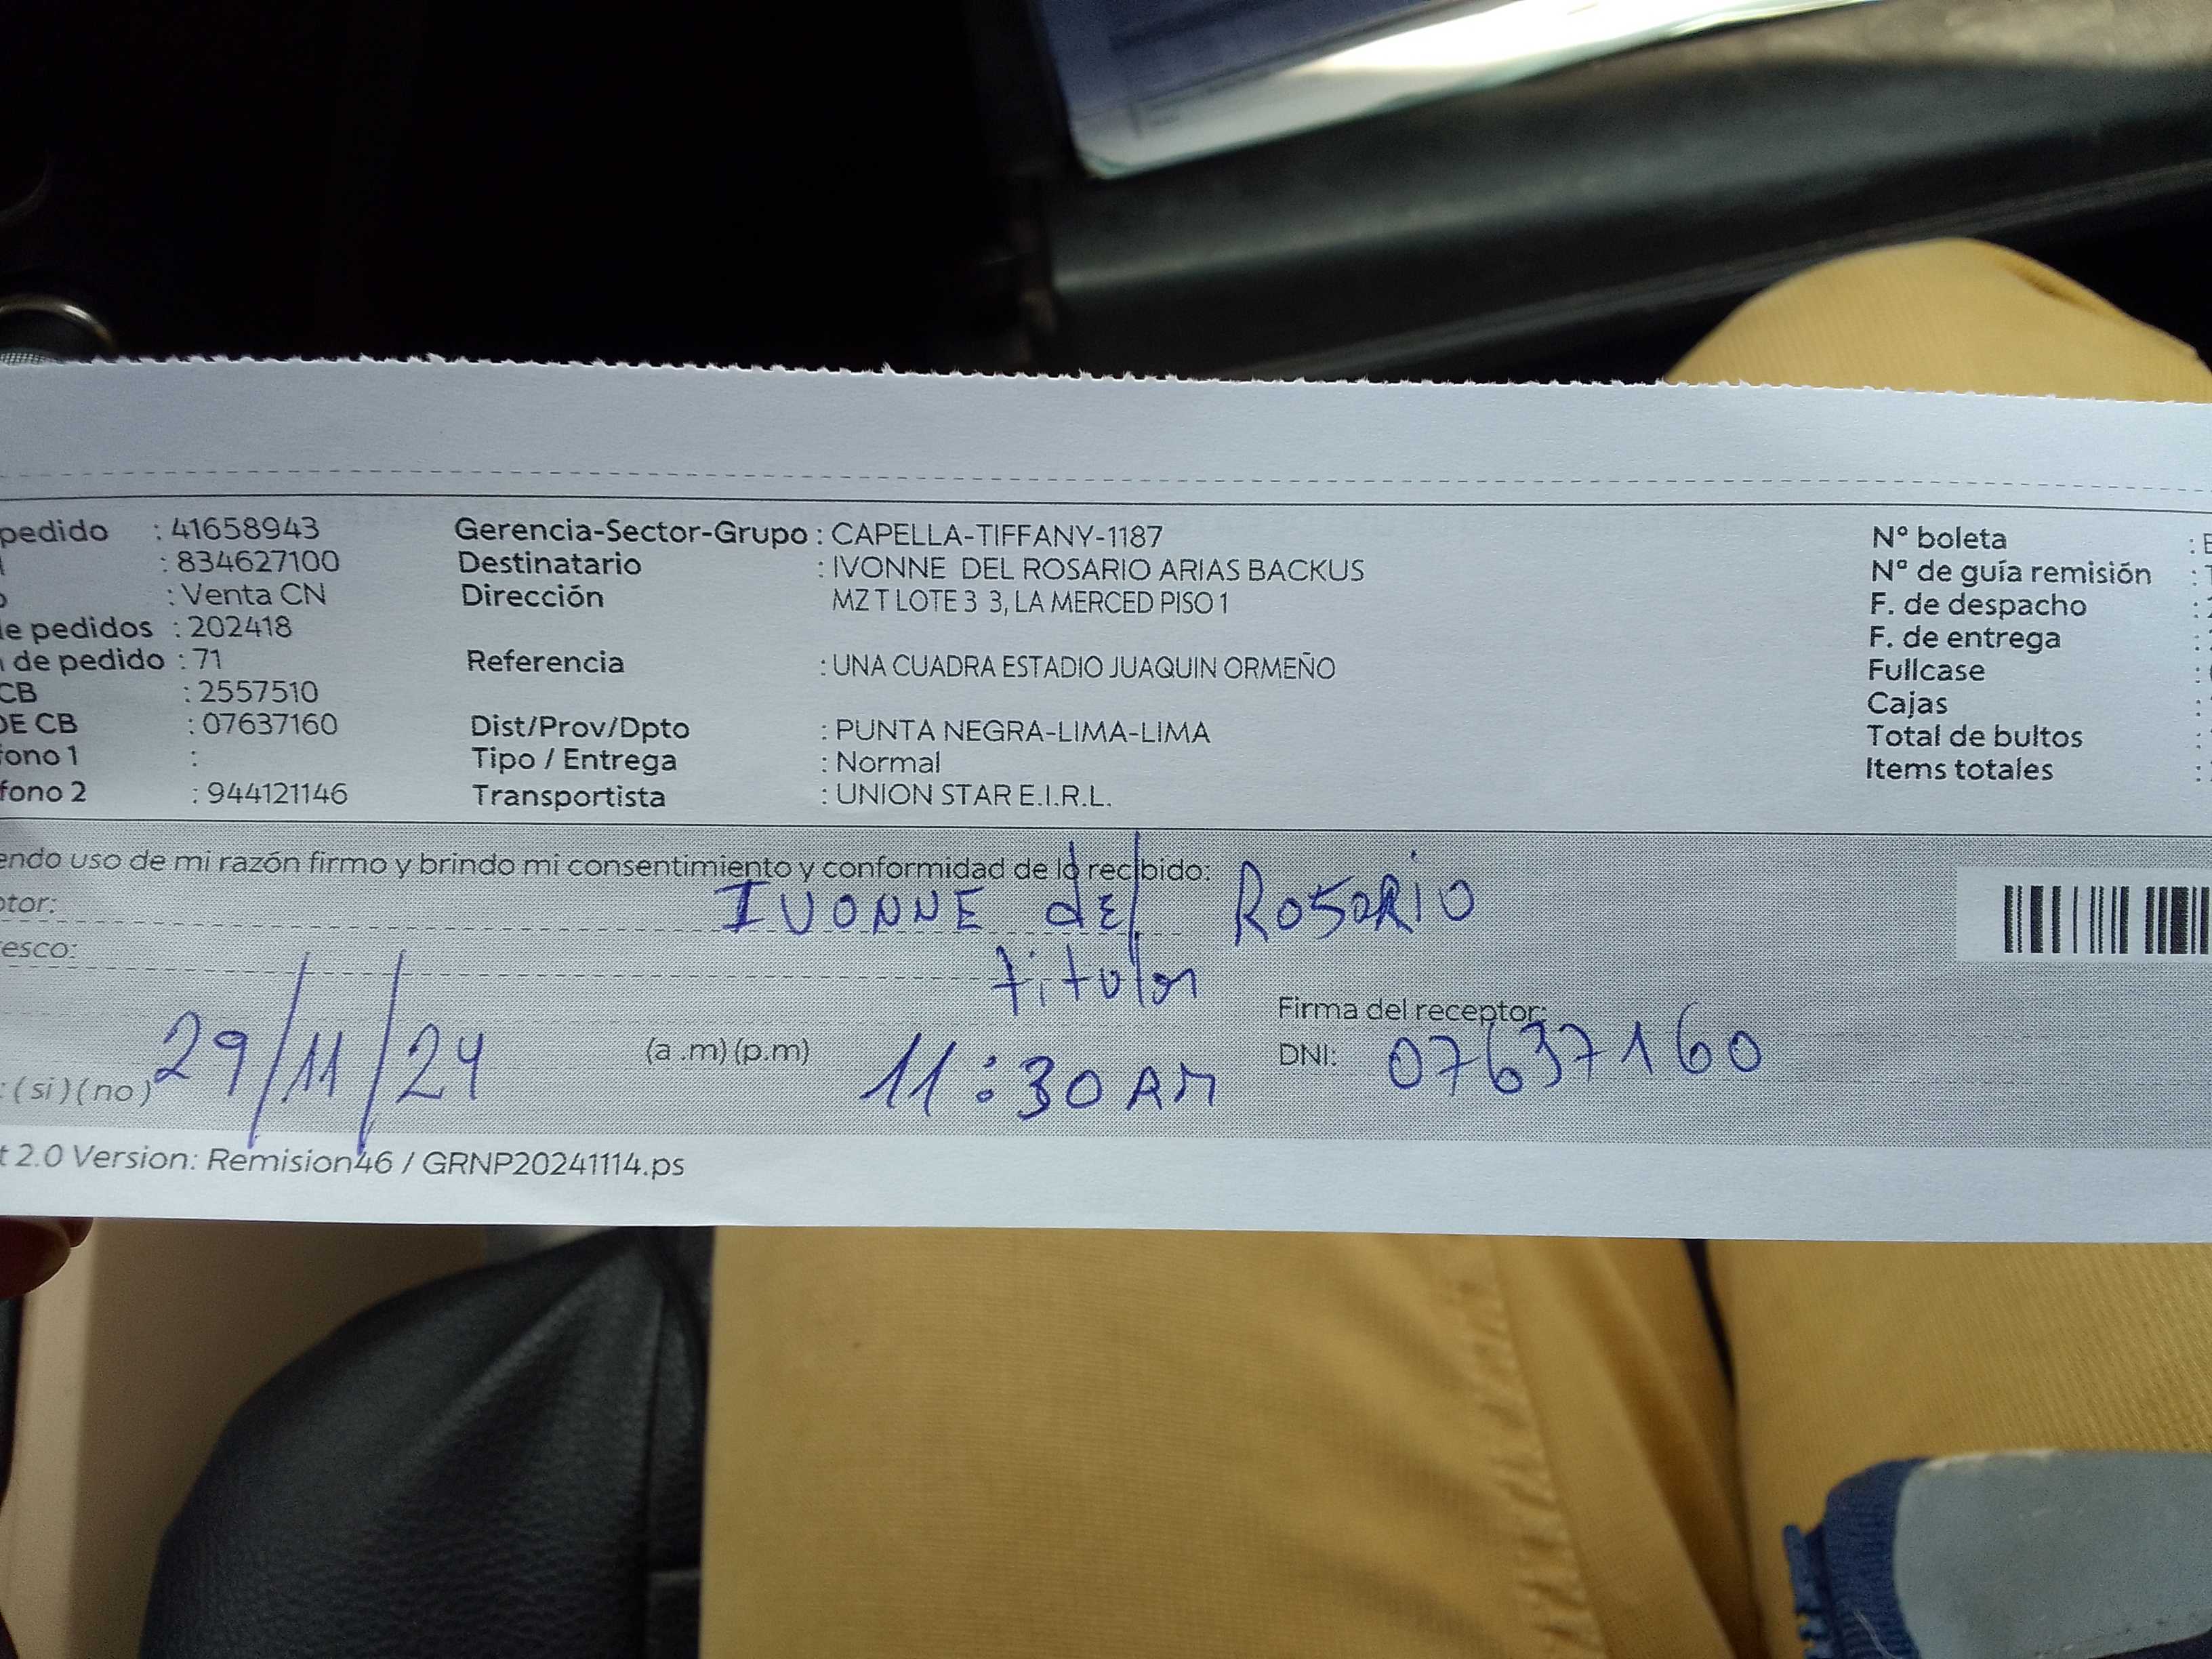 pedido : 41658943 Gerencia-Sector-Grupo : CAPELLA-TIFFANY-1187 N° boleta :
: 834627100 Destinatario : IVONNE DEL ROSARIO ARIAS BACKUS N° de guía remisión :
: Venta CN Dirección MZ T LOTE 3 3, LA MERCED PISO 1 F. de despacho :
de pedidos : 202418 F. de entrega :
de pedido : 71 Referencia : UNA CUADRA ESTADIO JUAQUIN ORMEÑO Fullcase :
CB : 2557510 Cajas :
DE CB : 07637160 Dist/Prov/Dpto : PUNTA NEGRA-LIMA-LIMA Total de bultos :
fono 1 : Tipo / Entrega : Normal Items totales :
fono 2 : 944121146 Transportista : UNION STAR E.I.R.L.
endo uso de mi razón firmo y brindo mi consentimiento y conformidad de lo recibido:
ptor: IVONNE del ROSARIO
esco: titular
Firma del receptor:
: (si) (no) 29/11/24 (a .m) (p.m) 11:30 AM DNI: 07637160
t 2.0 Version: Remision46 / GRNP20241114.ps